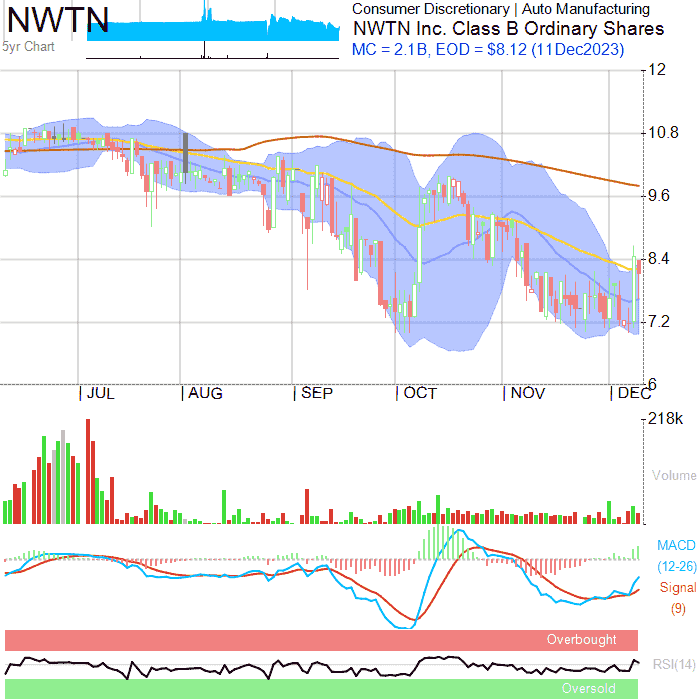 NWTN
5yr Chart
Consumer Discretionary | Auto Manufacturing
NWTN Inc. Class B Ordinary Shares
MC = 2.1B, EOD = $8.12 (11Dec2023)
12
10.8
9.6
8.4
7.2
6
JUL AUG SEP OCT NOV DEC
218k
Volume
MACD
(12-26)
Signal
(9)
Overbought
RSI(14)
Oversold